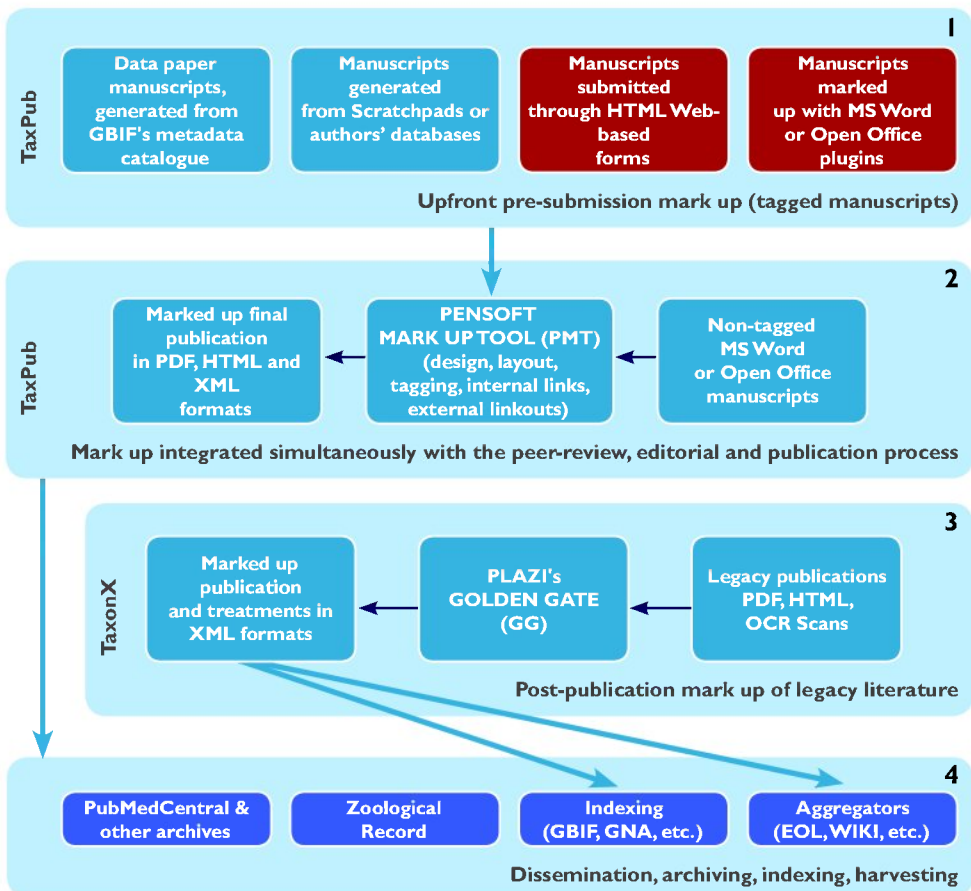 1
TaxPub
Data paper
manuscripts,
generated from
GBIF's metadata
catalogue
Manuscripts
generated
from Scratchpads or
authors' databases
Manuscripts
submitted
through HTML Web-
based
forms
Manuscripts
marked
up with MS Word
or Open Office
plugins
Upfront pre-submission mark up (tagged manuscripts)
2
TaxPub
Marked up final
publication
in PDF, HTML and
XML
formats
PENSOFT
MARK UP TOOL (PMT)
(design, layout,
tagging, internal links,
external linkouts)
Non-tagged
MS Word
or Open Office
manuscripts
Mark up integrated simultaneously with the peer-review, editorial and publication process
3
TaxonX
Marked up
publication
and treatments in
XML formats
PLAZI's
GOLDEN GATE
(GG)
Legacy publications
PDF, HTML,
OCR Scans
Post-publication mark up of legacy literature
4
PubMedCentral &
other archives
Zoological
Record
Indexing
(GBIF, GNA, etc.)
Aggregators
(EOL, WIKI, etc.)
Dissemination, archiving, indexing, harvesting